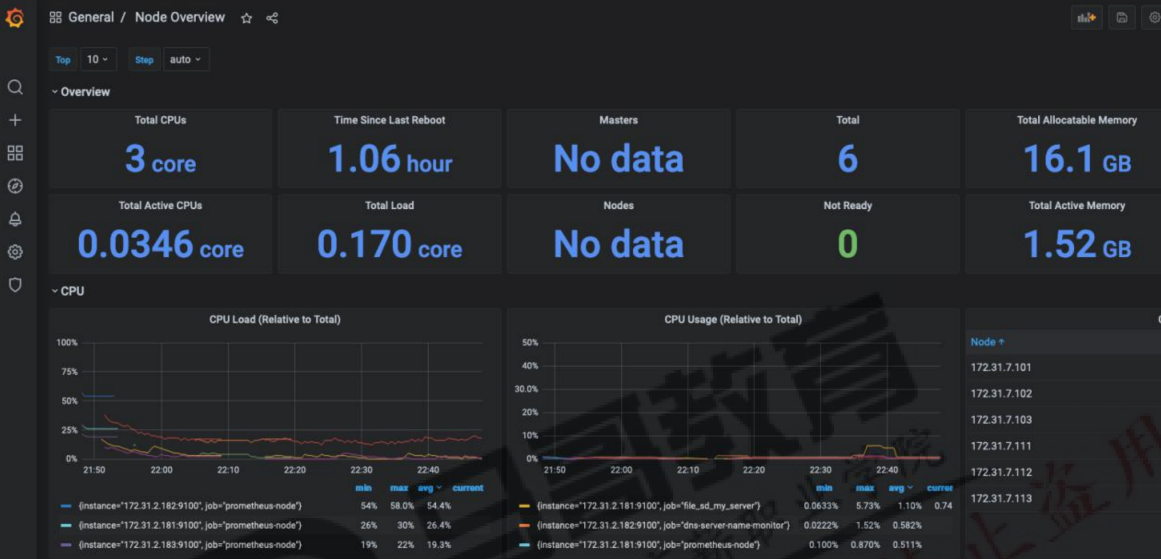 General / Node Overview
Top 10 Step auto
Overview
Total CPUs
3 core
Time Since Last Reboot
1.06 hour
Masters
No data
Total
6
Total Allocatable Memory
16.1 GB
Total Active CPUs
0.0346 core
Total Load
0.170 core
Nodes
No data
Not Ready
0
Total Active Memory
1.52 GB
CPU
CPU Load (Relative to Total)
100%
75%
50%
25%
0%
21:50 22:00 22:10 22:20 22:30 22:40
min max avg current
{instance="172.31.2.182:9100", job="prometheus-node"} 54% 58.0% 54.4%
{instance="172.31.2.181:9100", job="prometheus-node"} 26% 30% 26.4%
{instance="172.31.2.183:9100", job="prometheus-node"} 19% 22% 19.3%
CPU Usage (Relative to Total)
50%
40%
30.0%
20%
10%
0%
21:50 22:00 22:10 22:20 22:30 22:40
min max avg curre
{instance="172.31.2.181:9100", job="file_sd_my_server"} 0.0633% 5.73% 1.10% 0.74
{instance="172.31.2.182:9100", job="dns-server-name-monitor"} 0.0222% 1.52% 0.582%
{instance="172.31.2.181:9100", job="prometheus-node"} 0.100% 0.870% 0.511%
Node
172.31.7.101
172.31.7.102
172.31.7.103
172.31.7.111
172.31.7.112
172.31.7.113
教育